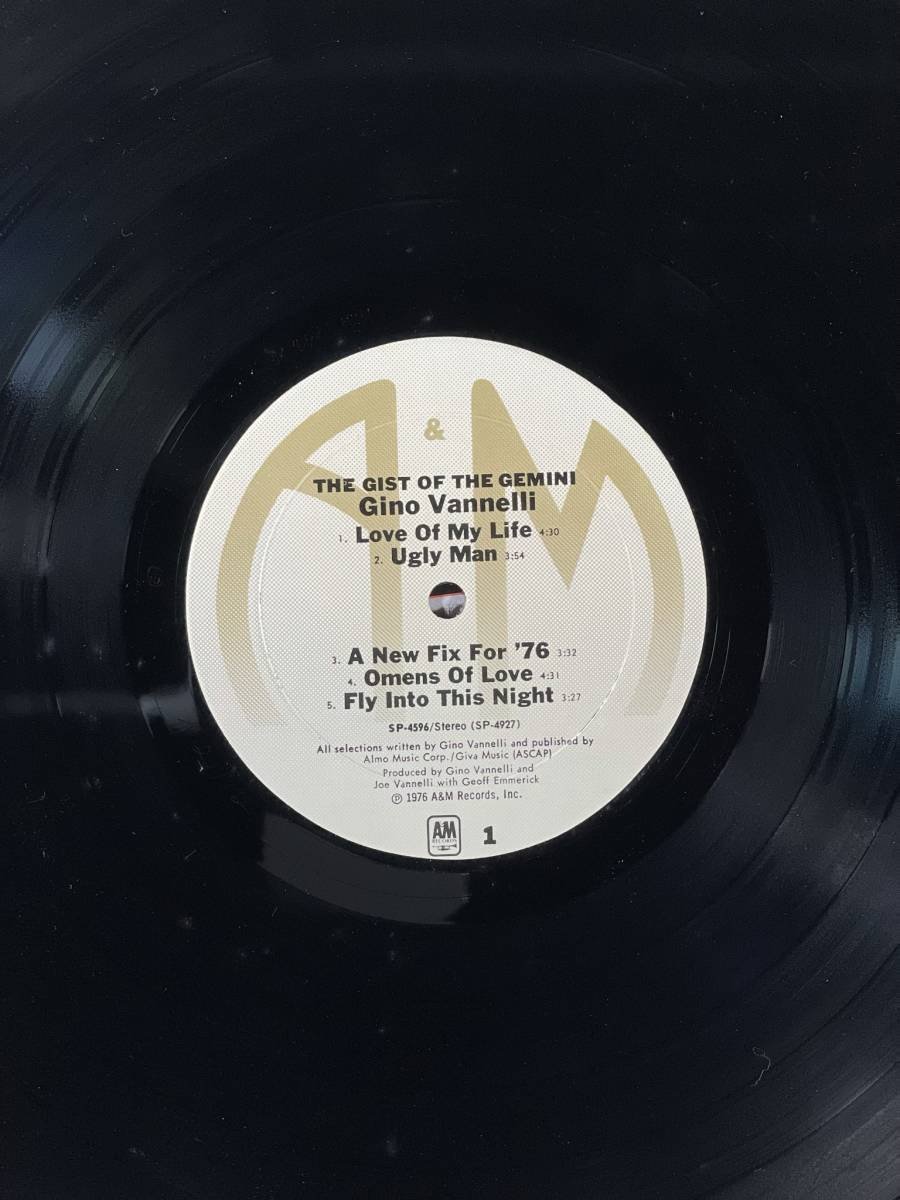 A&M
THE GIST OF THE GEMINI
Gino Vannelli
1. Love Of My Life 4:30
2. Ugly Man 3:54
3. A New Fix For '76 3:32
4. Omens Of Love 4:31
5. Fly Into This Night 3:27
SP-4596/Stereo (SP-4927)
All selections written by Gino Vannelli and published by
Almo Music Corp./Giva Music (ASCAP)
Produced by Gino Vannelli and
Joe Vannelli with Geoff Emmerick
℗ 1976 A&M Records, Inc.
A&M
RECORDS
1